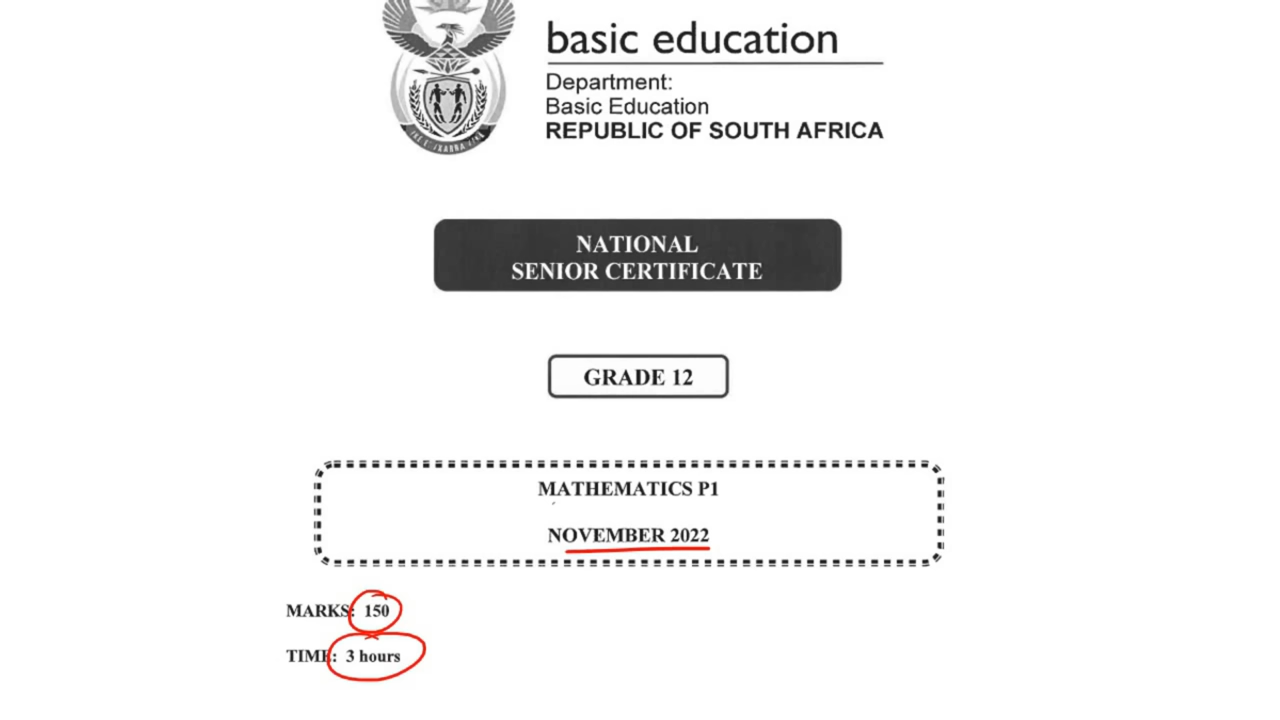 basic education
Department:
Basic Education
REPUBLIC OF SOUTH AFRICA
NATIONAL
SENIOR CERTIFICATE
GRADE 12
MATHEMATICS P1
NOVEMBER 2022
MARKS: 150
TIME: 3 hours